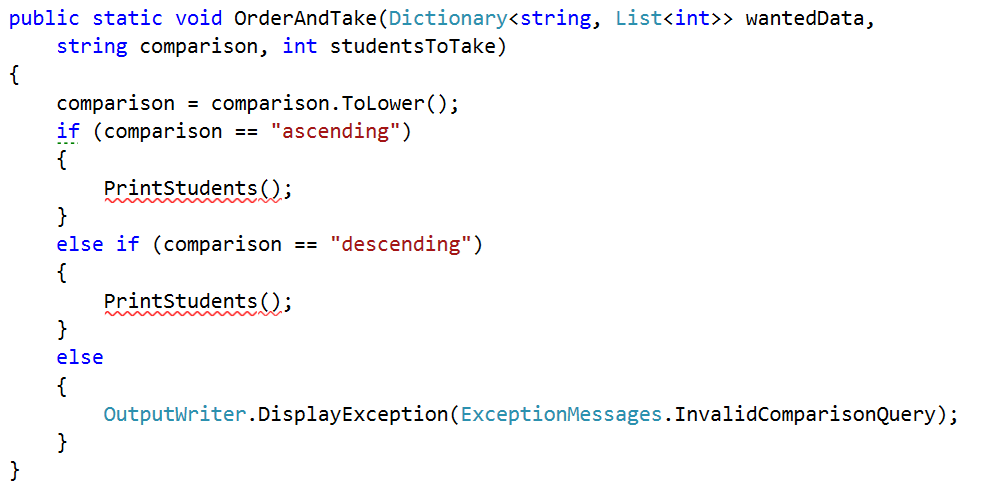 public static void OrderAndTake(Dictionary<string, List<int>> wantedData,
    string comparison, int studentsToTake)
{
    comparison = comparison.ToLower();
    if (comparison == "ascending")
    {
        PrintStudents();
    }
    else if (comparison == "descending")
    {
        PrintStudents();
    }
    else
    {
        OutputWriter.DisplayException(ExceptionMessages.InvalidComparisonQuery);
    }
}